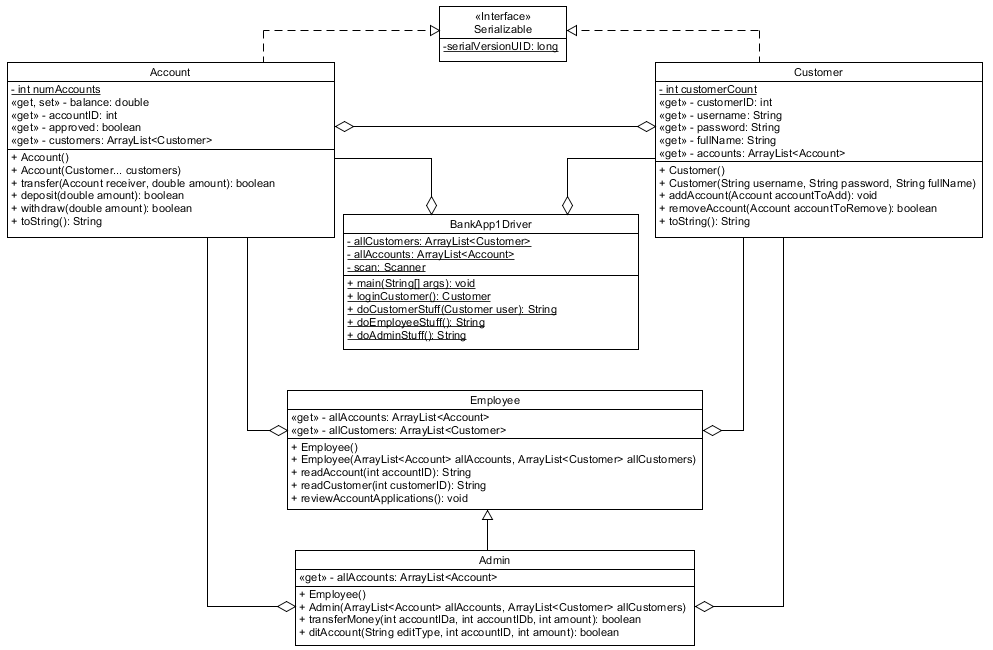 «Interface»
Serializable
-serialVersionUID: long
Account
- int numAccounts
«get, set» - balance: double
«get» - accountID: int
«get» - approved: boolean
«get» - customers: ArrayList<Customer>
+ Account()
+ Account(Customer... customers)
+ transfer(Account receiver, double amount): boolean
+ deposit(double amount): boolean
+ withdraw(double amount): boolean
+ toString(): String
Customer
- int customerCount
«get» - customerID: int
«get» - username: String
«get» - password: String
«get» - fullName: String
«get» - accounts: ArrayList<Account>
+ Customer()
+ Customer(String username, String password, String fullName)
+ addAccount(Account accountToAdd): void
+ removeAccount(Account accountToRemove): boolean
+ toString(): String
BankApp1Driver
- allCustomers: ArrayList<Customer>
- allAccounts: ArrayList<Account>
- scan: Scanner
+ main(String[] args): void
+ loginCustomer(): Customer
+ doCustomerStuff(Customer user): String
+ doEmployeeStuff(): String
+ doAdminStuff(): String
Employee
«get» - allAccounts: ArrayList<Account>
«get» - allCustomers: ArrayList<Customer>
+ Employee()
+ Employee(ArrayList<Account> allAccounts, ArrayList<Customer> allCustomers)
+ readAccount(int accountID): String
+ readCustomer(int customerID): String
+ reviewAccountApplications(): void
Admin
«get» - allAccounts: ArrayList<Account>
+ Employee()
+ Admin(ArrayList<Account> allAccounts, ArrayList<Customer> allCustomers)
+ transferMoney(int accountIDa, int accountIDb, int amount): boolean
+ ditAccount(String editType, int accountID, int amount): boolean